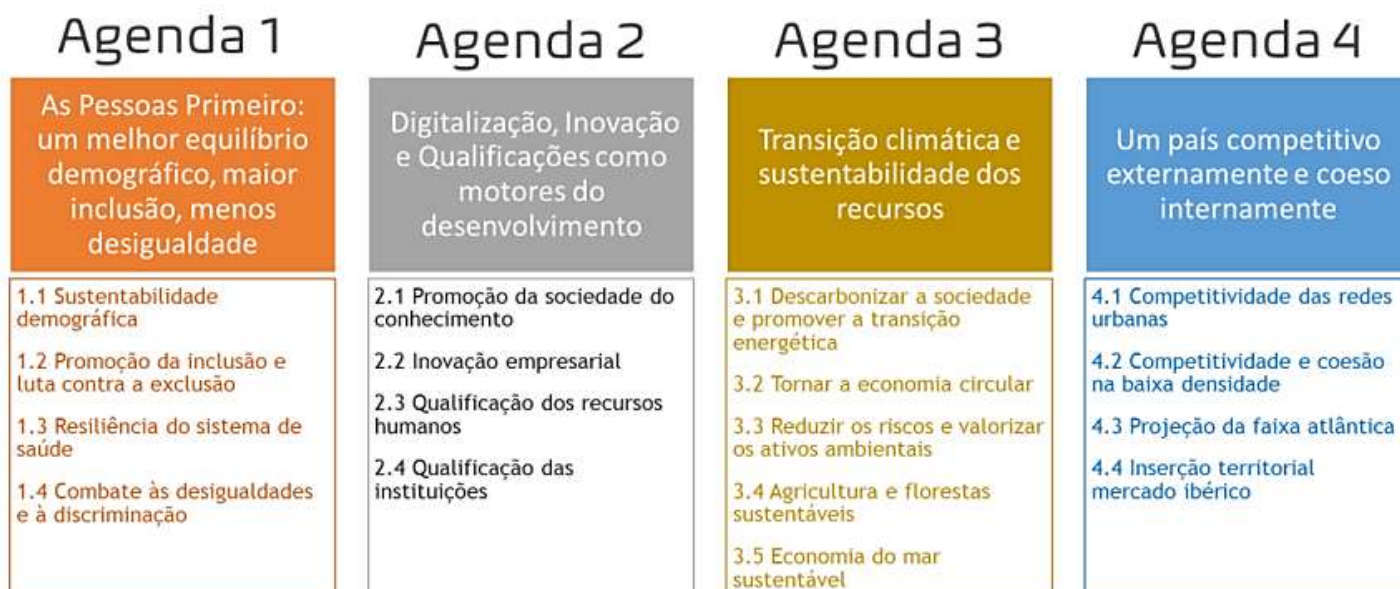 Agenda 1
As Pessoas Primeiro:
um melhor equilíbrio
demográfico, maior
inclusão, menos
desigualdade
1.1 Sustentabilidade
demográfica
1.2 Promoção da inclusão e
luta contra a exclusão
1.3 Resiliência do sistema de
saúde
1.4 Combate às desigualdades
e à discriminação
Agenda 2
Digitalização, Inovação
e Qualificações como
motores do
desenvolvimento
2.1 Promoção da sociedade do
conhecimento
2.2 Inovação empresarial
2.3 Qualificação dos recursos
humanos
2.4 Qualificação das
instituições
Agenda 3
Transição climática e
sustentabilidade dos
recursos
3.1 Descarbonizar a sociedade
e promover a transição
energética
3.2 Tornar a economia circular
3.3 Reduzir os riscos e valorizar
os ativos ambientais
3.4 Agricultura e florestas
sustentáveis
3.5 Economia do mar
sustentável
Agenda 4
Um país competitivo
externamente e coeso
internamente
4.1 Competitividade das redes
urbanas
4.2 Competitividade e coesão
na baixa densidade
4.3 Projeção da faixa atlântica
4.4 Inserção territorial
mercado ibérico